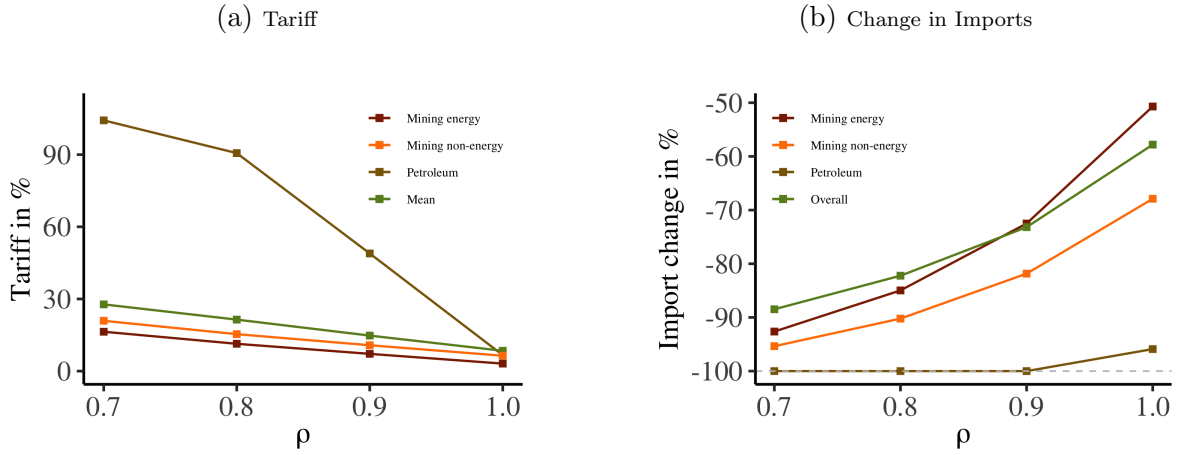 (a) Tariff
Tariff in %
90
60
30
0
Mining energy
Mining non-energy
Petroleum
Mean
0.7 0.8 0.9 1.0
ρ
(b) Change in Imports
Import change in %
-50
-60
-70
-80
-90
-100
Mining energy
Mining non-energy
Petroleum
Overall
0.7 0.8 0.9 1.0
ρ